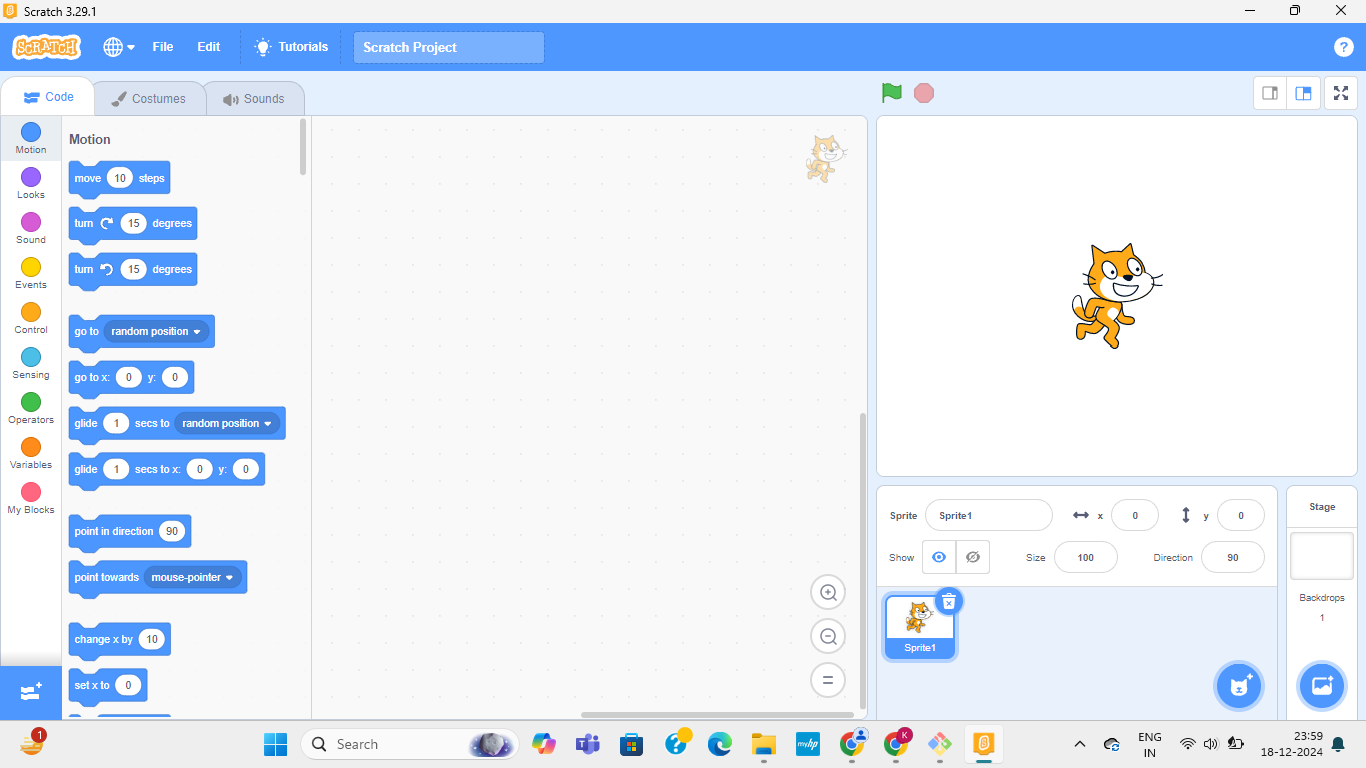 Scratch 3.29.1
SCRATCH
File
Edit
Tutorials
Scratch Project
?
Code
Costumes
Sounds
Motion
Looks
Sound
Events
Control
Sensing
Operators
Variables
My Blocks
Motion
move 10 steps
turn 15 degrees
turn 15 degrees
go to random position
go to x: 0 y: 0
glide 1 secs to random position
glide 1 secs to x: 0 y: 0
point in direction 90
point towards mouse-pointer
change x by 10
set x to 0
Sprite Sprite1 x 0 y 0
Show Size 100 Direction 90
Sprite1
Stage
Backdrops
1
1
Search
?
myhp
K
ENG
IN
23:59
18-12-2024